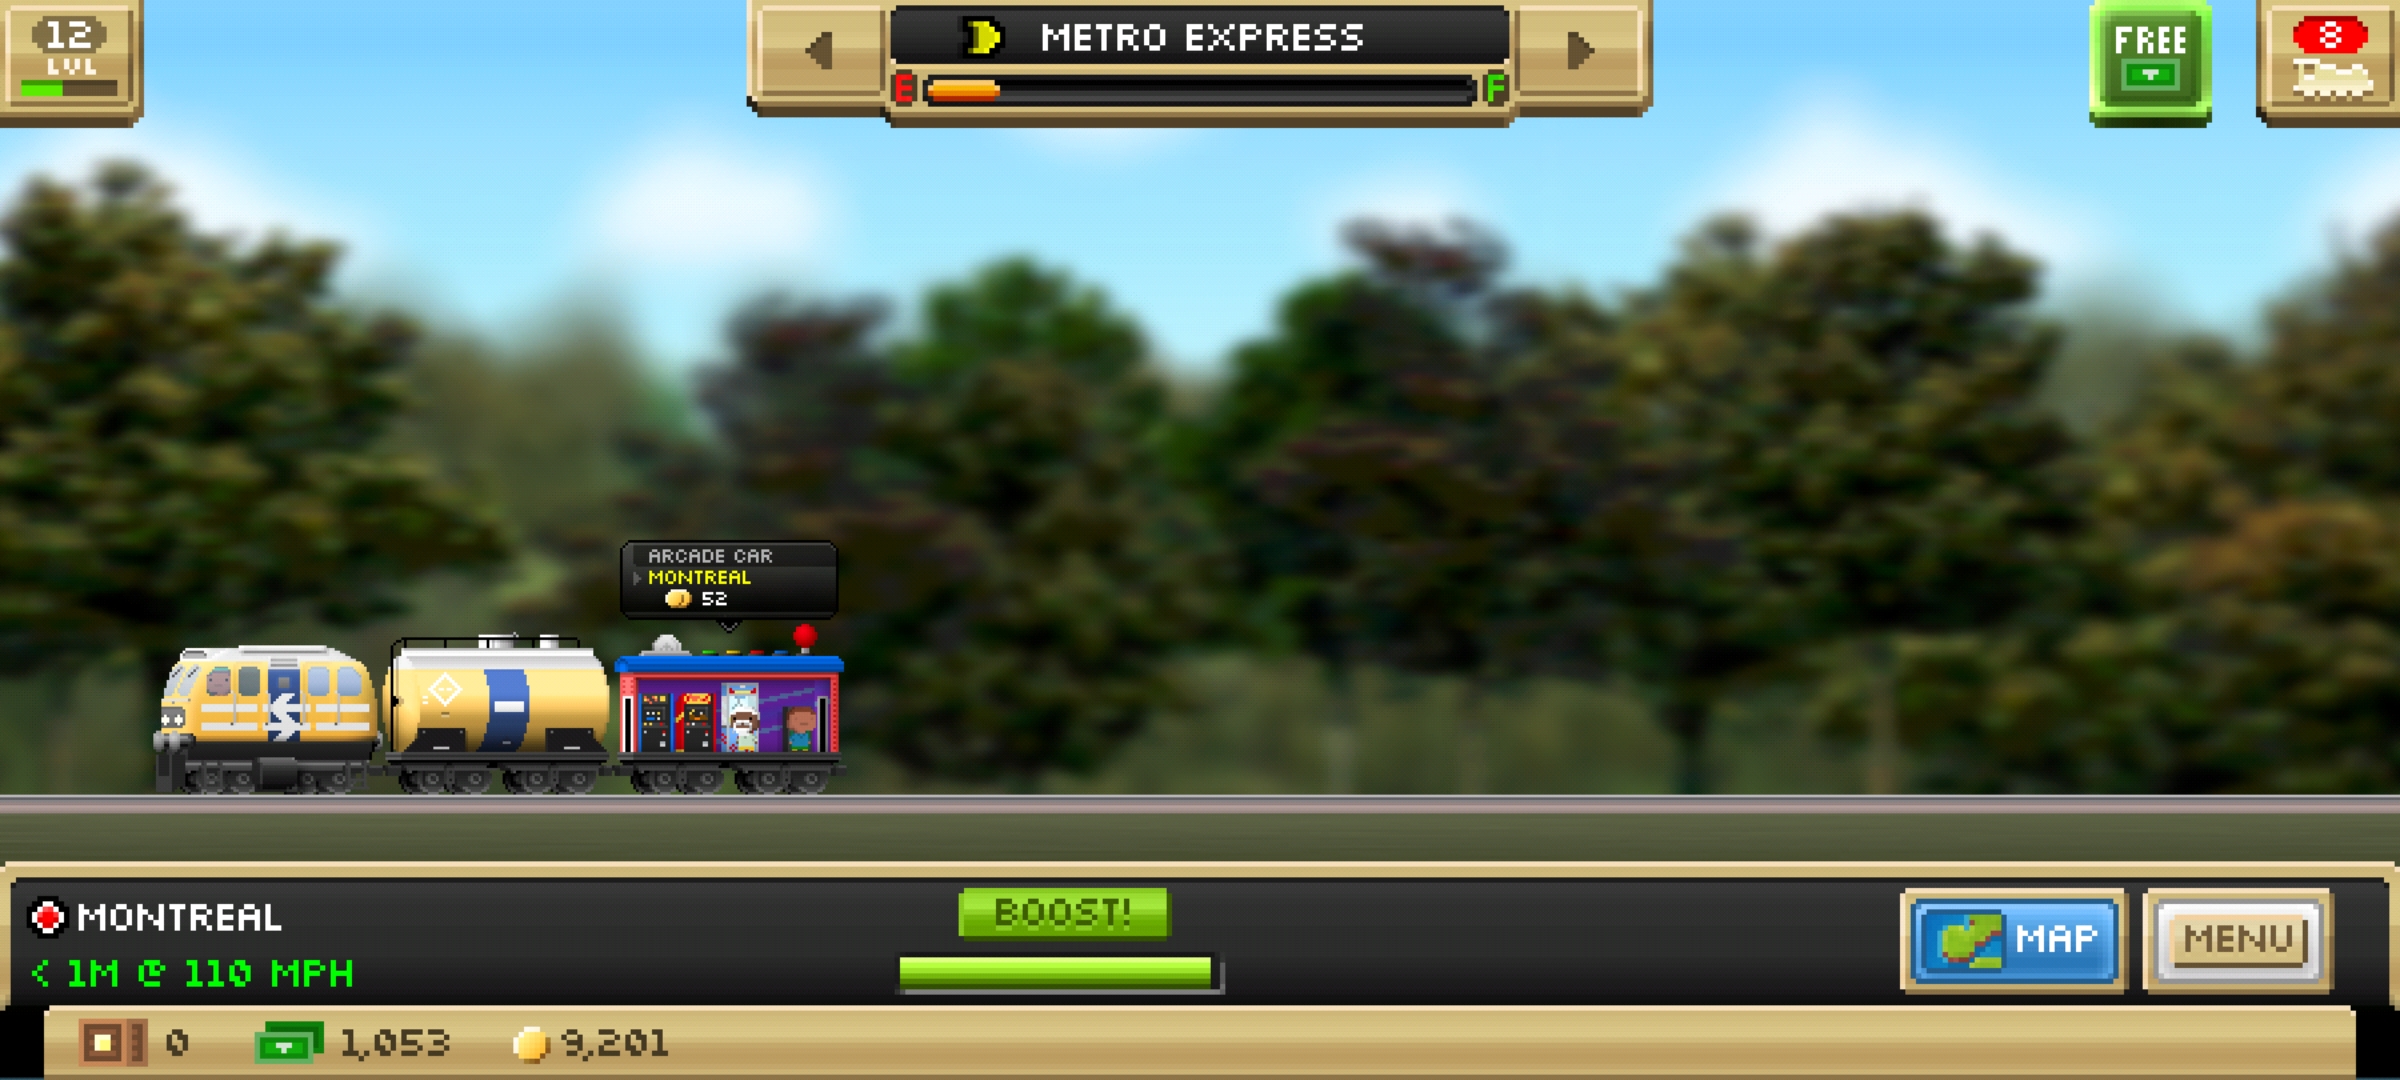 12
LVL
METRO EXPRESS
E F
FREE
8
ARCADE CAR
MONTREAL
52
MONTREAL
< 1M @ 110 MPH
BOOST!
MAP
MENU
0
1,053
9,201